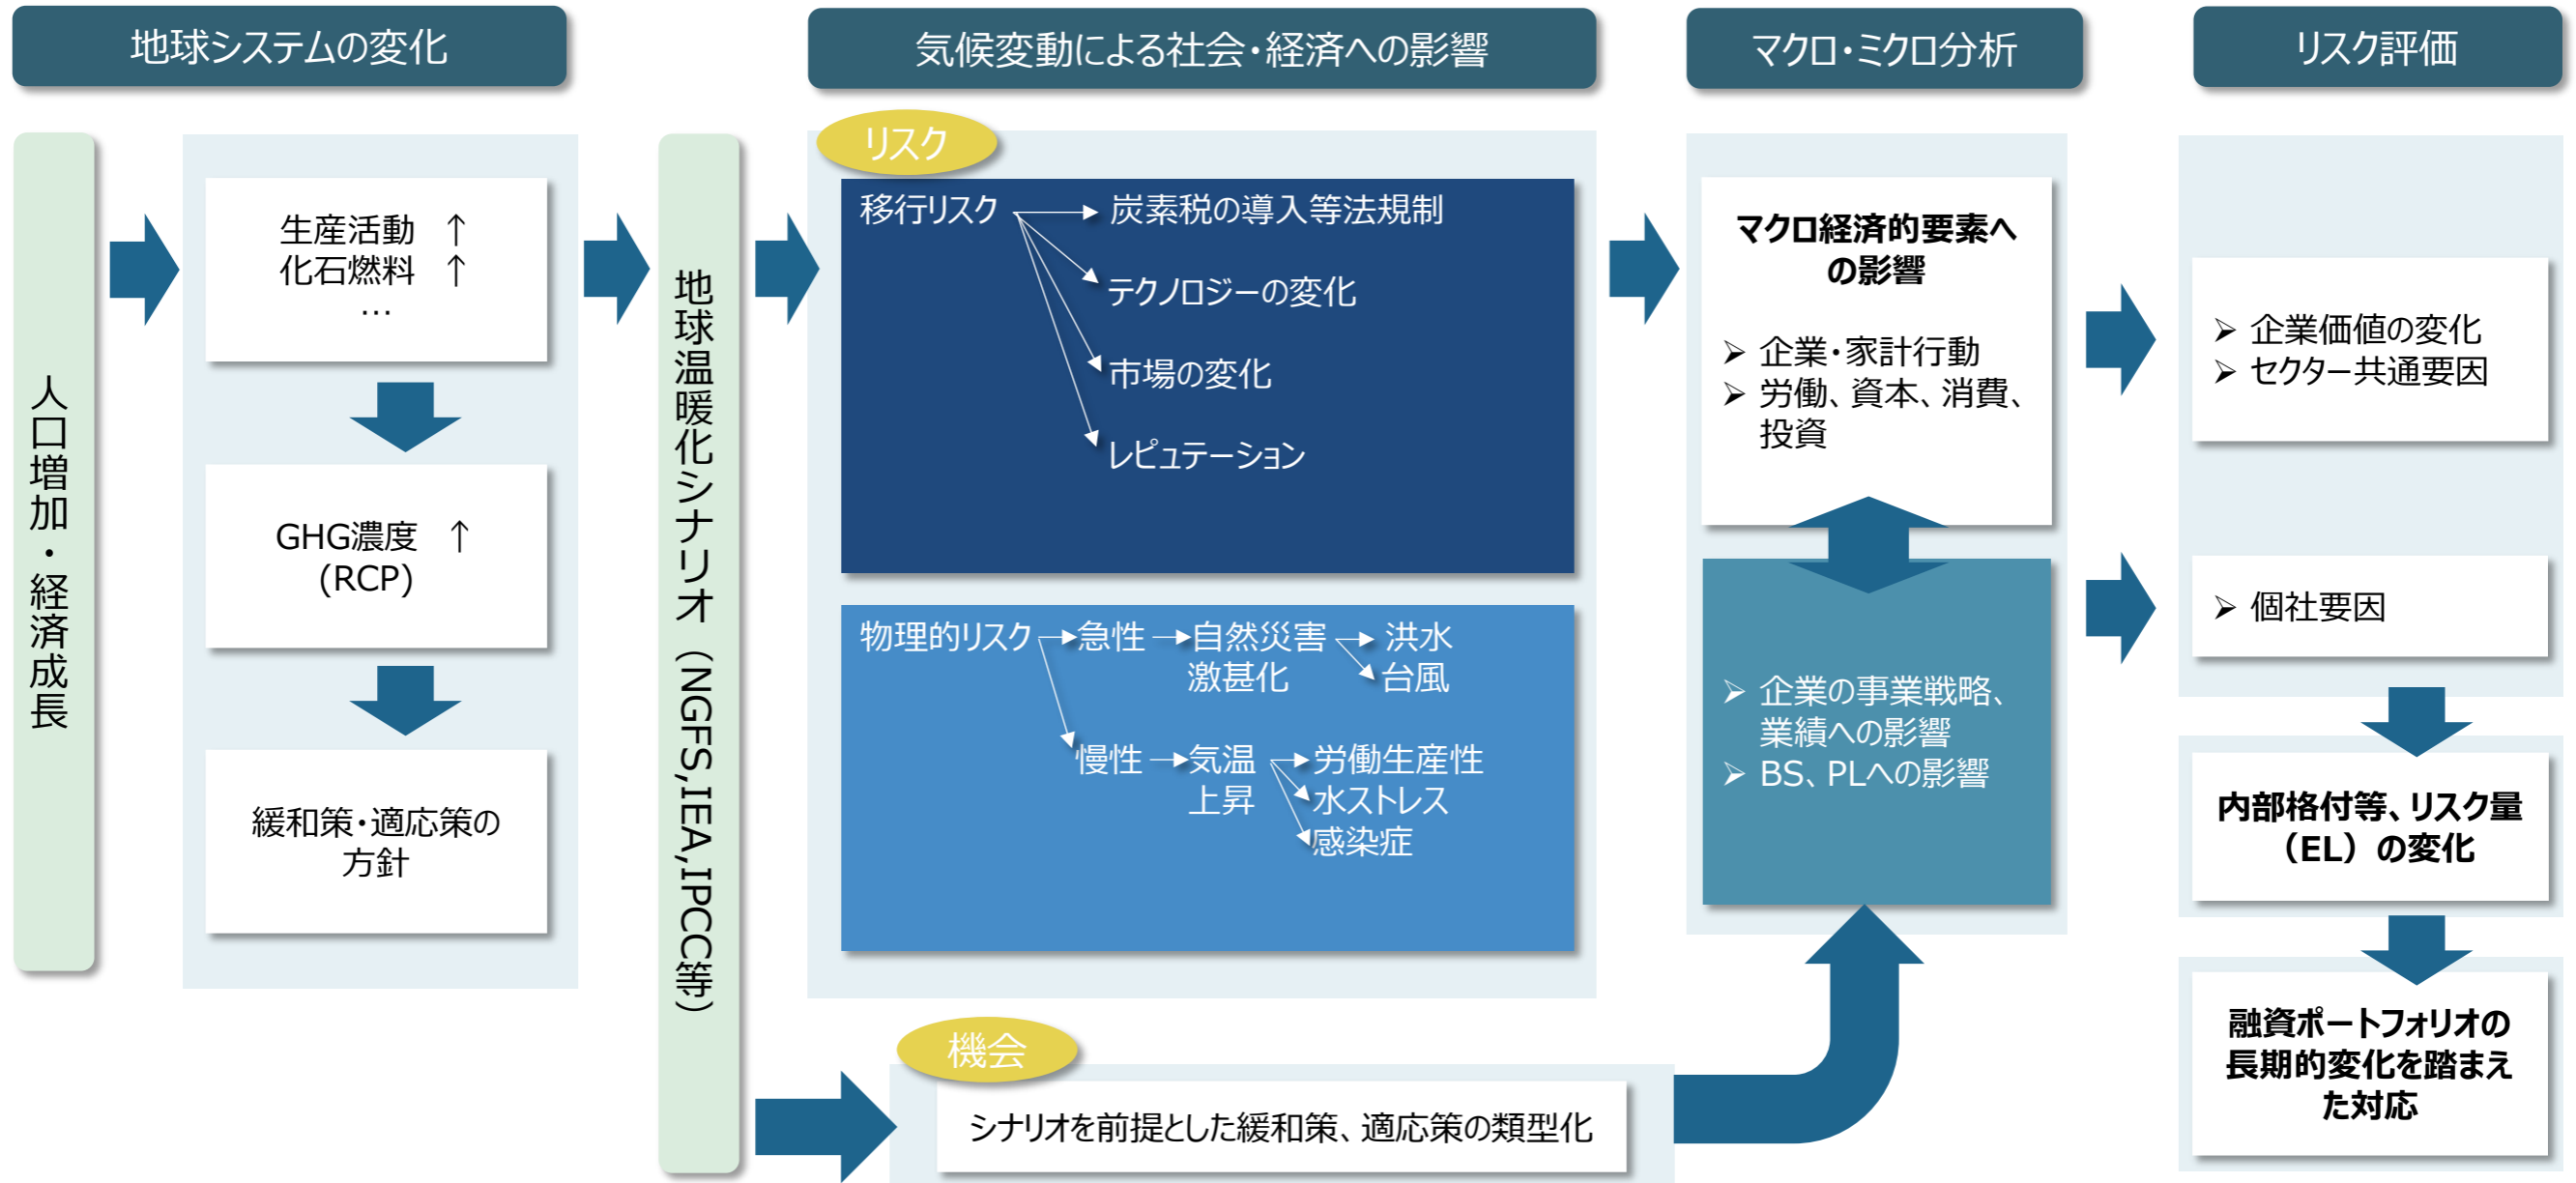 地球システムの変化
気候変動による社会・経済への影響
マクロ・ミクロ分析
リスク評価
人口増加・経済成長
生産活動 ↑
化石燃料 ↑
…
GHG濃度 ↑
(RCP)
緩和策・適応策の
方針
地球温暖化シナリオ（NGFS,IEA,IPCC等）
リスク
移行リスク
炭素税の導入等法規制
テクノロジーの変化
市場の変化
レピュテーション
物理的リスク
急性
自然災害
激甚化
洪水
台風
慢性
気温
上昇
労働生産性
水ストレス
感染症
機会
シナリオを前提とした緩和策、適応策の類型化
マクロ経済的要素へ
の影響
➢ 企業・家計行動
➢ 労働、資本、消費、
投資
➢ 企業の事業戦略、
業績への影響
➢ BS、PLへの影響
➢ 企業価値の変化
➢ セクター共通要因
➢ 個社要因
内部格付等、リスク量
（EL）の変化
融資ポートフォリオの
長期的変化を踏まえ
た対応